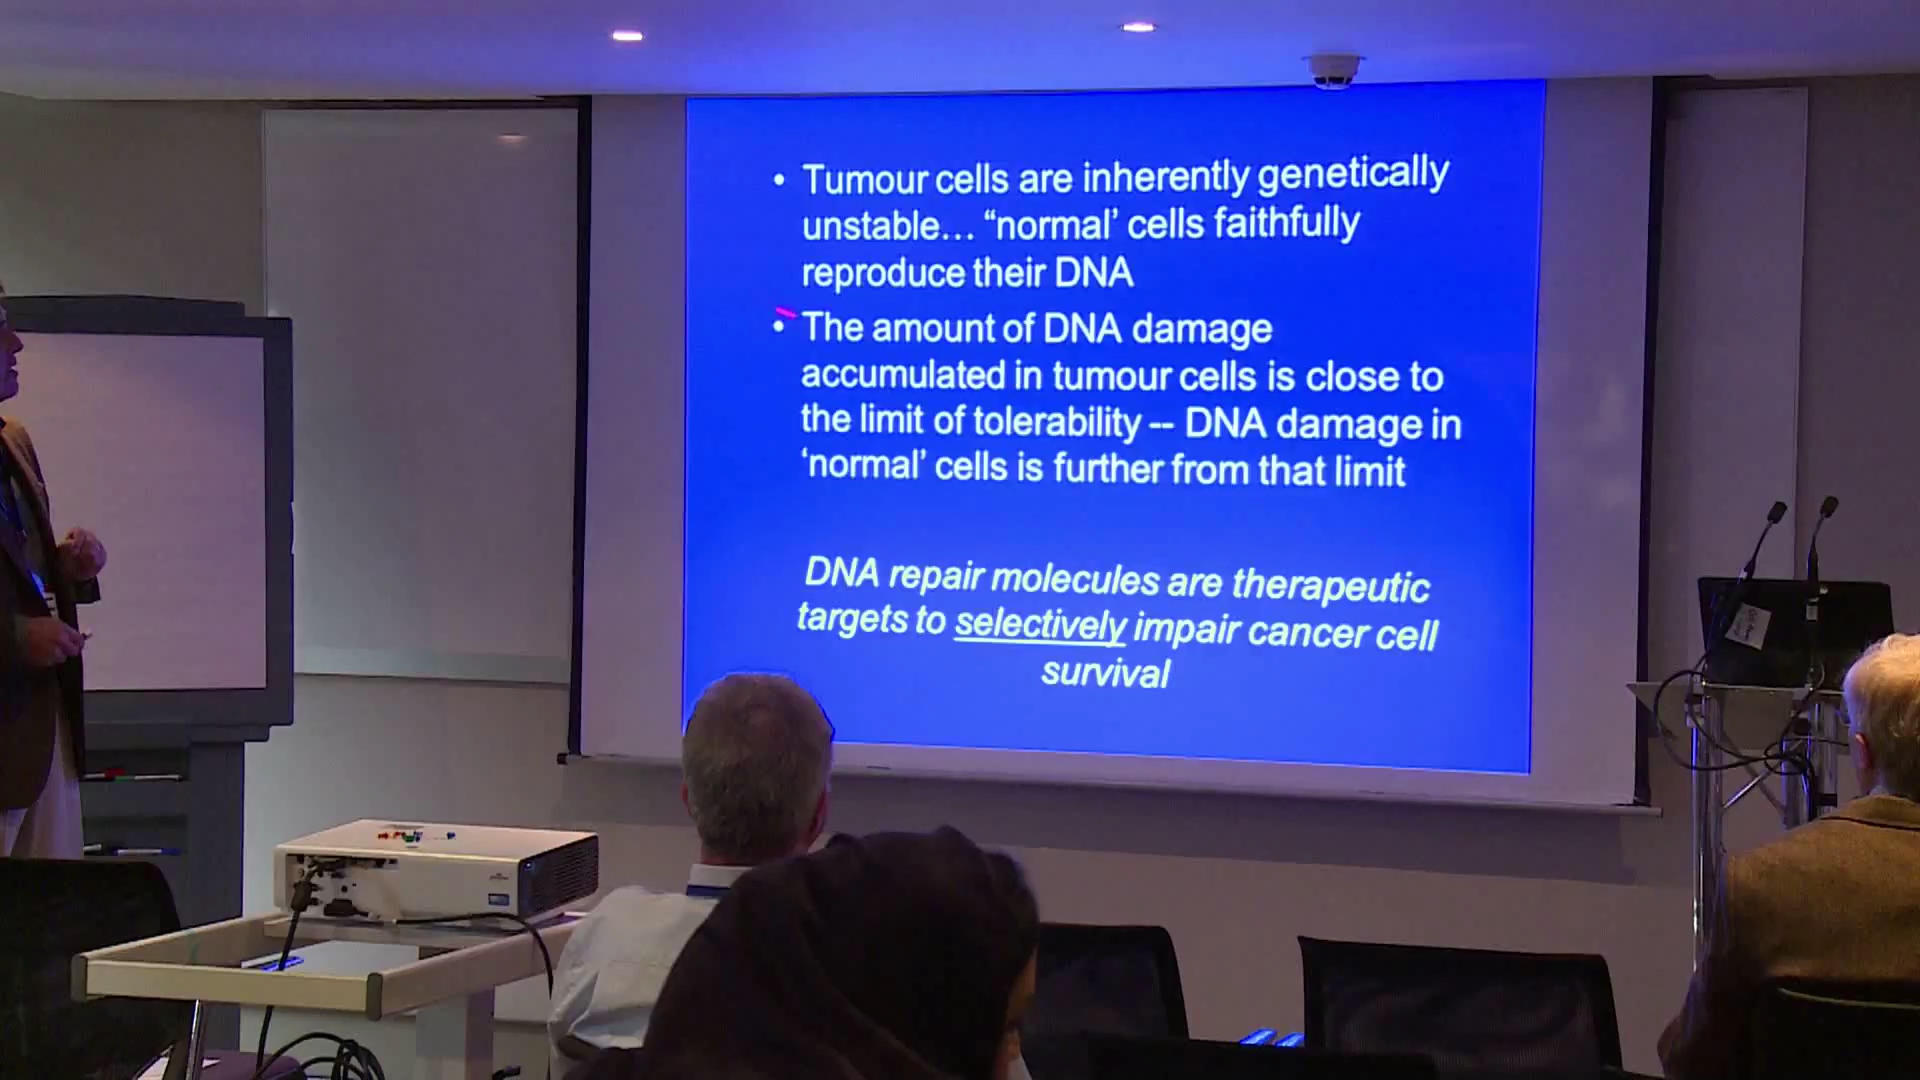 • Tumour cells are inherently genetically
unstable... “normal’ cells faithfully
reproduce their DNA
• The amount of DNA damage
accumulated in tumour cells is close to
the limit of tolerability -- DNA damage in
‘normal’ cells is further from that limit
DNA repair molecules are therapeutic
targets to selectively impair cancer cell
survival